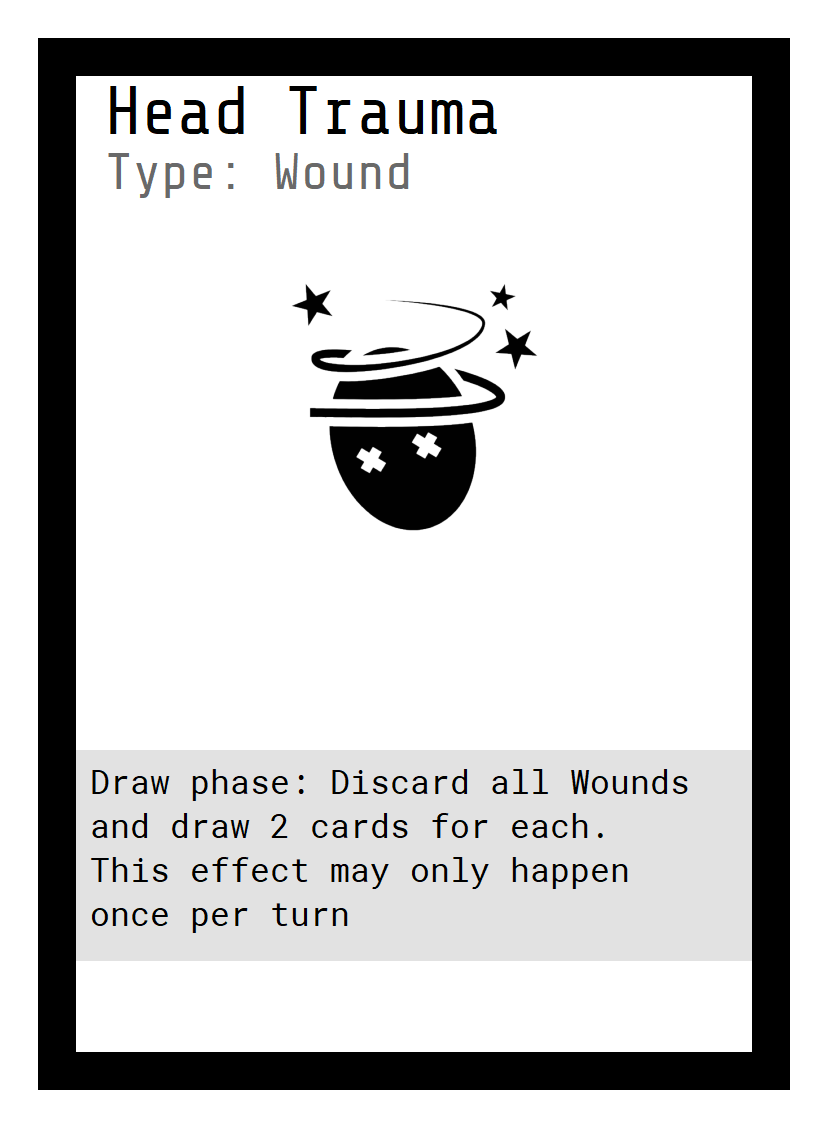 Head Trauma
Type: Wound
Draw phase: Discard all Wounds
and draw 2 cards for each.
This effect may only happen
once per turn